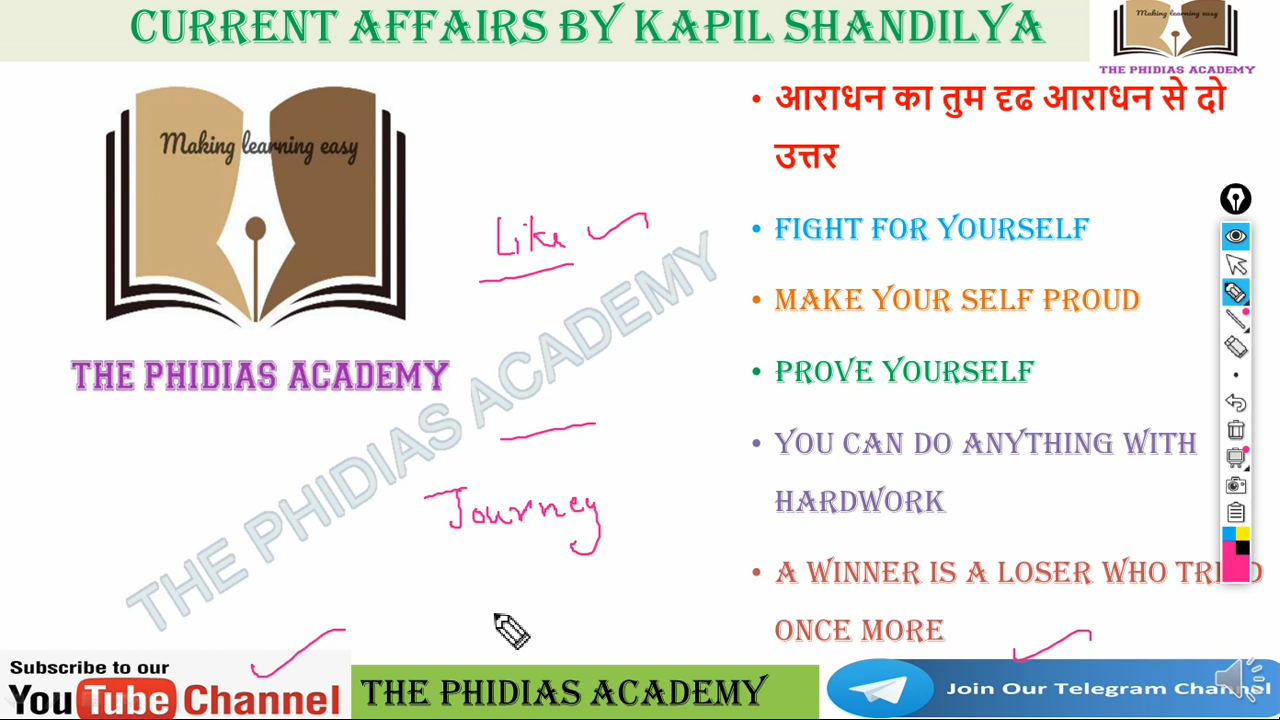 CURRENT AFFAIRS BY KAPIL SHANDILYA
Making learning easy
THE PHIDIAS ACADEMY
Making learning easy
THE PHIDIAS ACADEMY
THE PHIDIAS ACADEMY
Like
Journey
• आराधन का तुम दृढ आराधन से दो
उत्तर
• FIGHT FOR YOURSELF
• MAKE YOUR SELF PROUD
• PROVE YOURSELF
• YOU CAN DO ANYTHING WITH
HARDWORK
• A WINNER IS A LOSER WHO
ONCE MORE
Subscribe to our
YouTube Channel
THE PHIDIAS ACADEMY
Join Our Telegram Channel